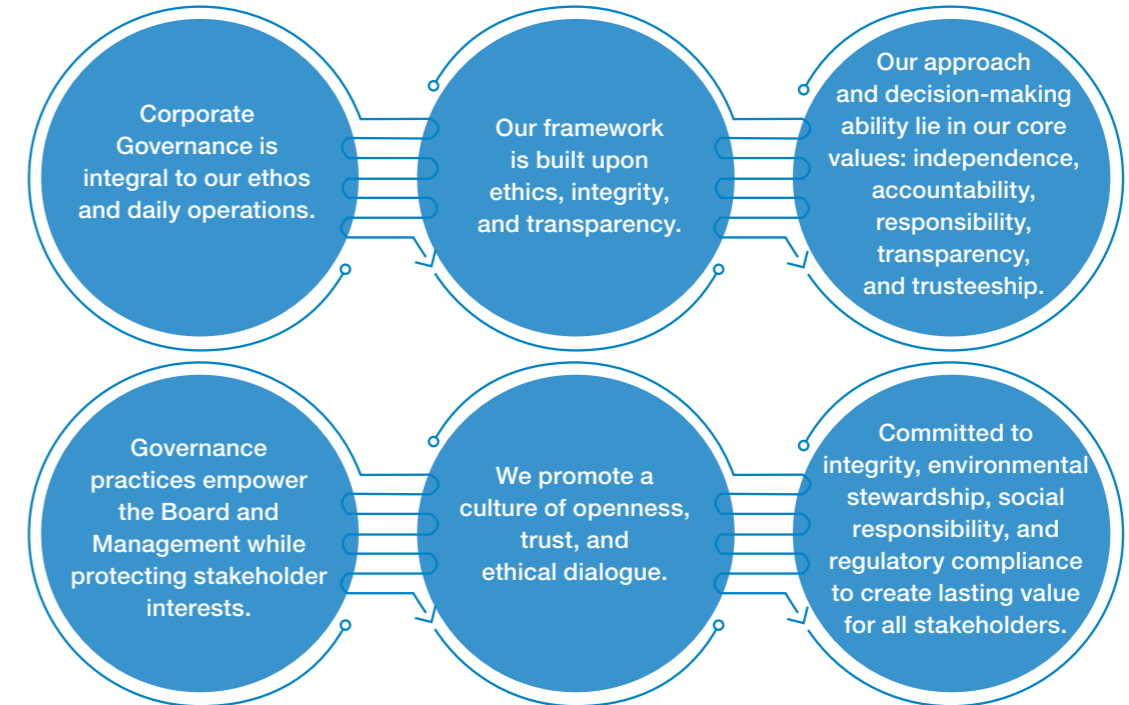 Corporate
Governance is
integral to our ethos
and daily operations.
Our framework
is built upon
ethics, integrity,
and transparency.
Our approach
and decision-making
ability lie in our core
values: independence,
accountability,
responsibility,
transparency,
and trusteeship.
Governance
practices empower
the Board and
Management while
protecting stakeholder
interests.
We promote a
culture of openness,
trust, and
ethical dialogue.
Committed to
integrity, environmental
stewardship, social
responsibility, and
regulatory compliance
to create lasting value
for all stakeholders.